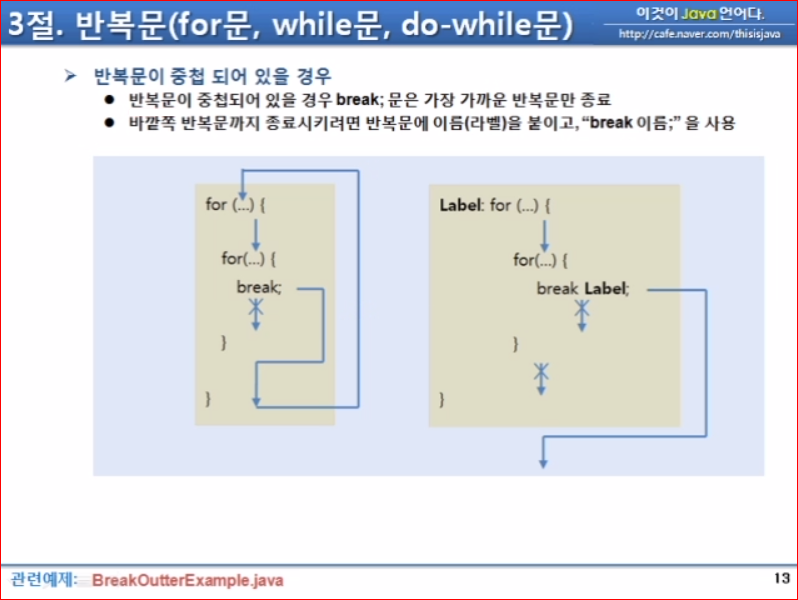 3절. 반복문(for문, while문, do-while문)
이것이 Java 언어다.
http://cafe.naver.com/thisisjava
➤ 반복문이 중첩 되어 있을 경우
● 반복문이 중첩되어 있을 경우 break; 문은 가장 가까운 반복문만 종료
● 바깥쪽 반복문까지 종료시키려면 반복문에 이름(라벨)을 붙이고, “break 이름;” 을 사용
for (...) {
for(...) {
break;
}
}
Label: for (...) {
for(...) {
break Label;
}
}
관련예제: BreakOutterExample.java
13